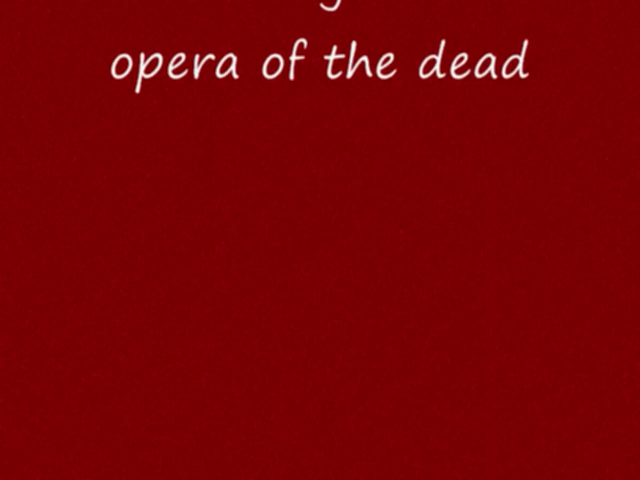 opera of the dead